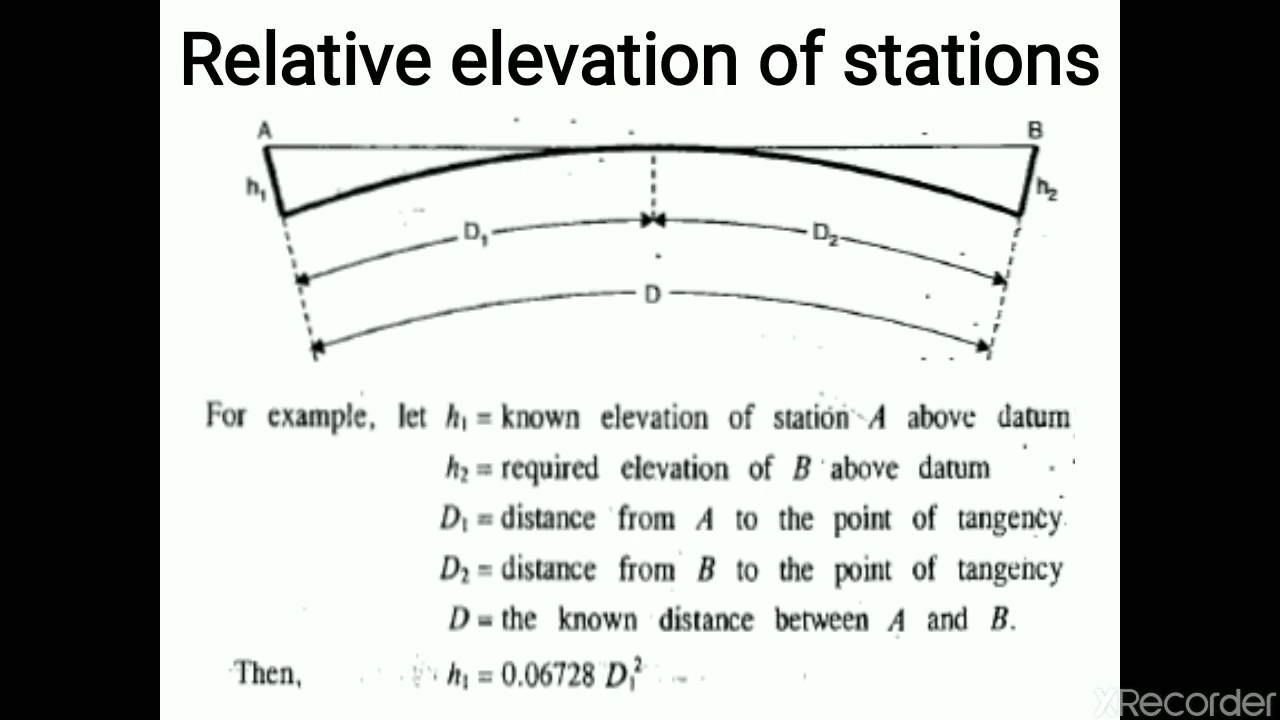 Relative elevation of stations
A B
h₁ h₂
D₁ D₂
D
For example, let h₁ = known elevation of station A above datum
h₂ = required elevation of B above datum
D₁ = distance from A to the point of tangency
D₂ = distance from B to the point of tangency
D = the known distance between A and B.
Then, h₁ = 0.06728 D₁²
XRecorder